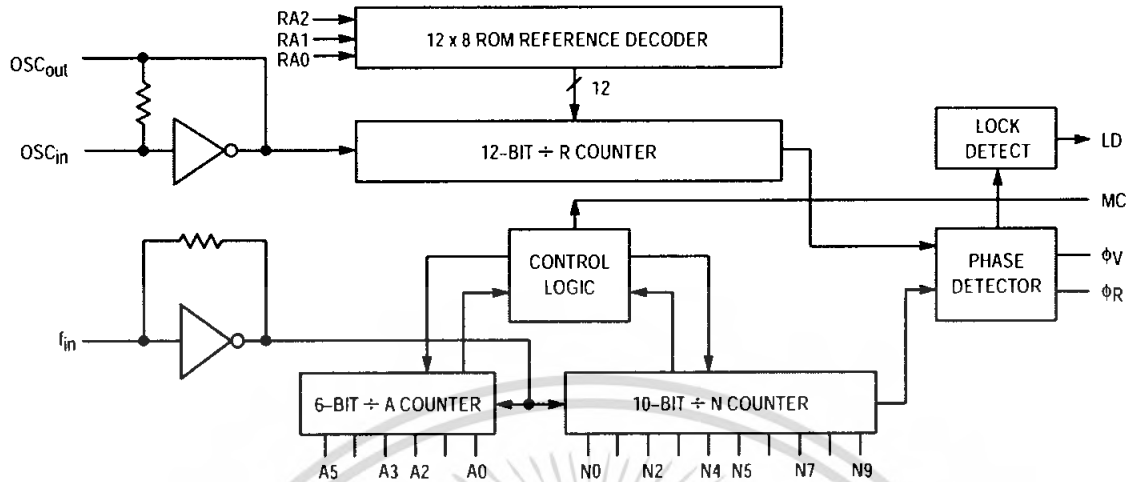 RA2
RA1
RA0
12 x 8 ROM REFERENCE DECODER
OSCout
12
OSCin
12–BIT ÷ R COUNTER
LOCK
DETECT
LD
MC
CONTROL
LOGIC
PHASE
DETECTOR
ϕV
ϕR
fin
6–BIT ÷ A COUNTER
10–BIT ÷ N COUNTER
A5 A3 A2 A0 N0 N2 N4 N5 N7 N9